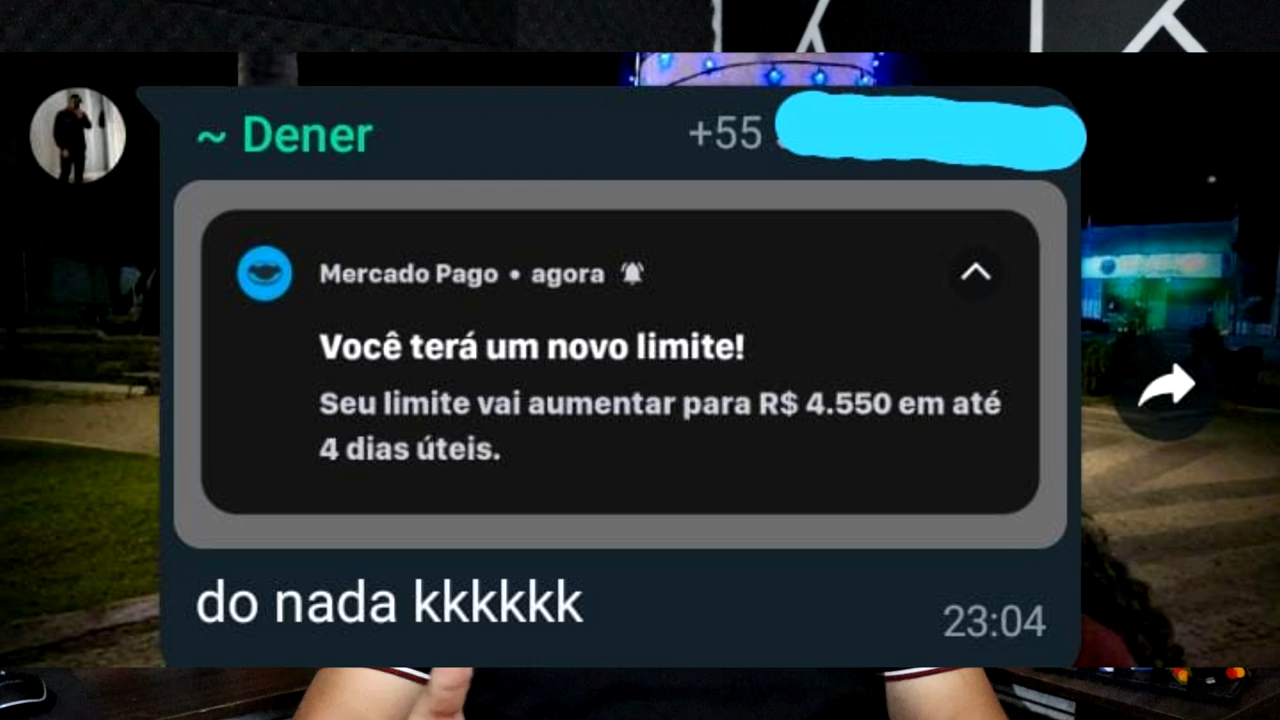 ~ Dener +55
Mercado Pago • agora
Você terá um novo limite!
Seu limite vai aumentar para R$ 4.550 em até
4 dias úteis.
do nada kkkkkk
23:04